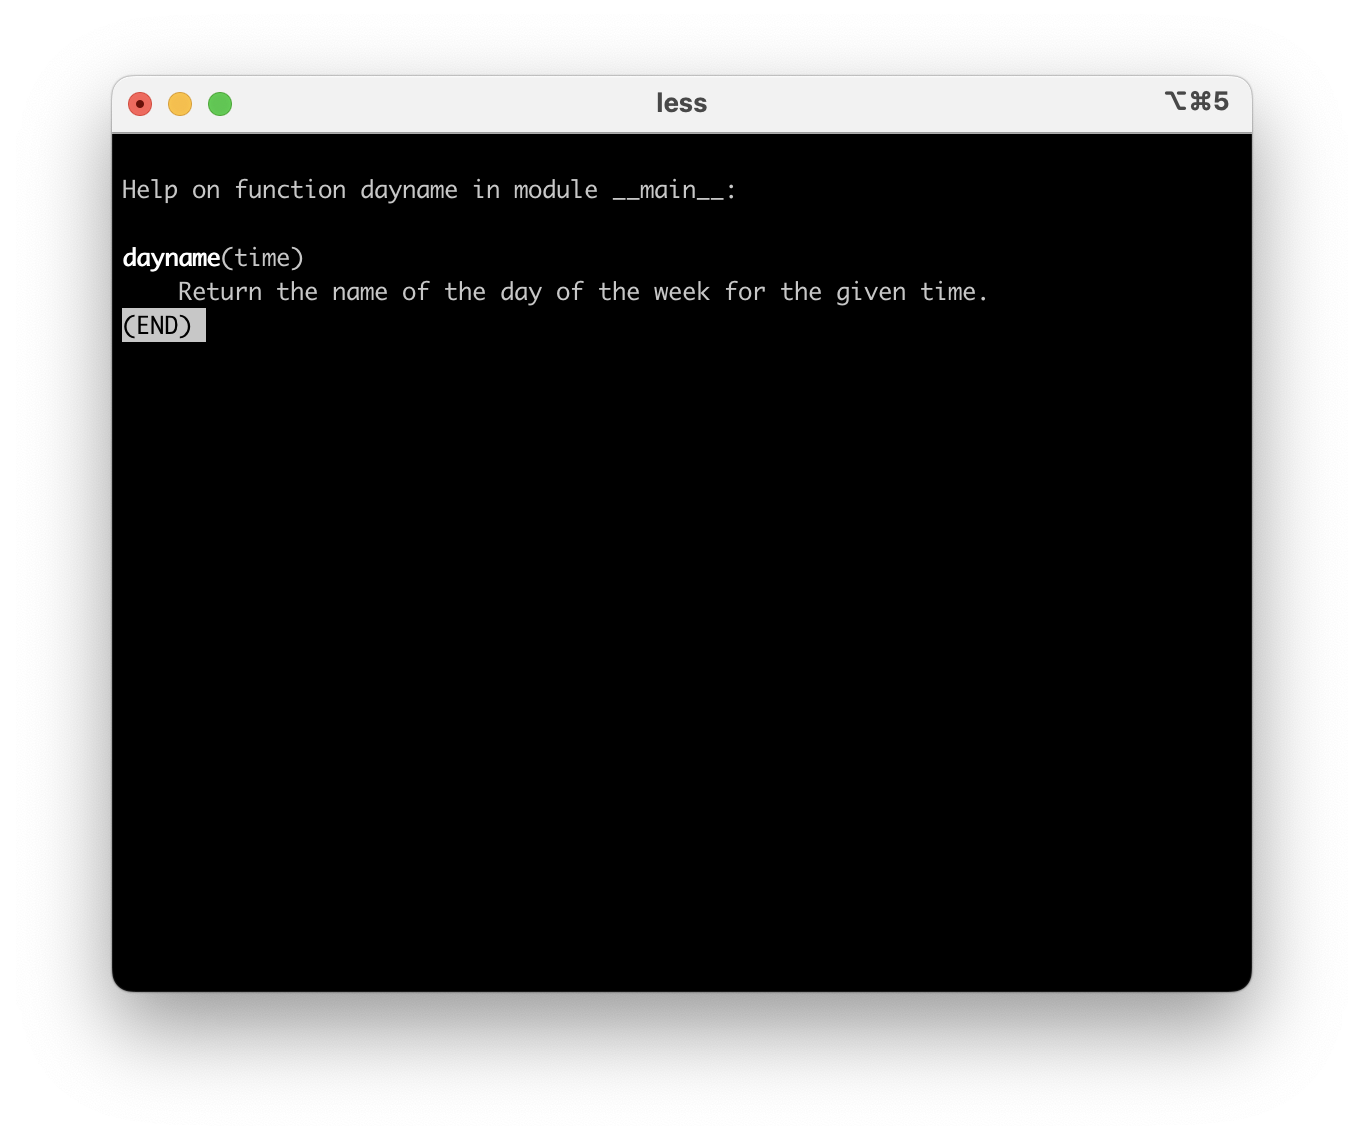 less
⌥⌘5
Help on function dayname in module __main__:
dayname(time)
    Return the name of the day of the week for the given time.
(END)